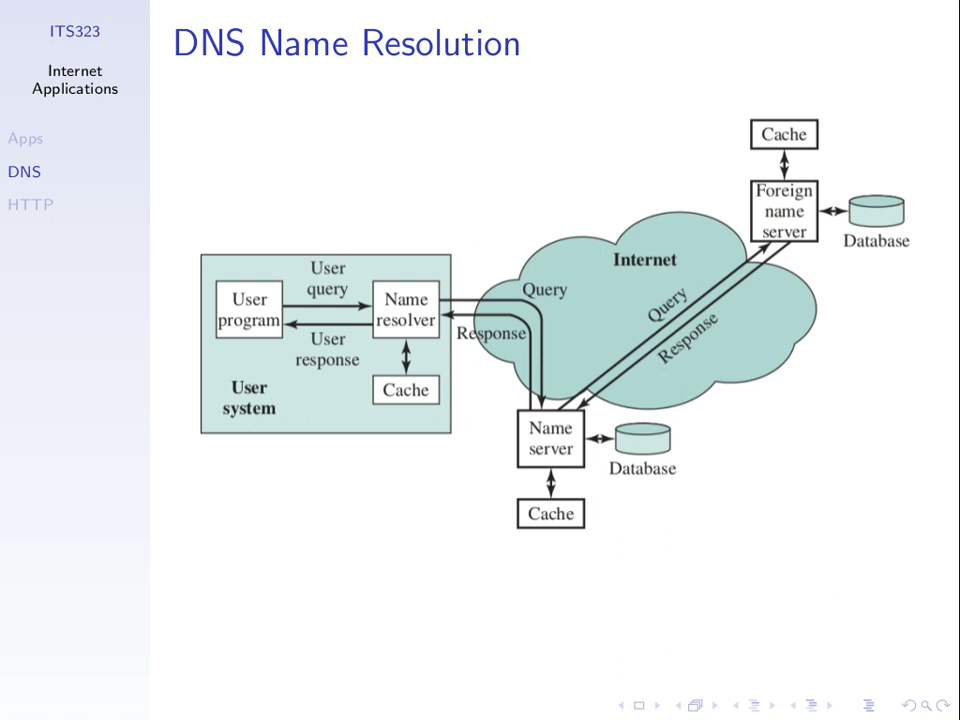 ITS323
Internet
Applications
Apps
DNS
HTTP
DNS Name Resolution
Cache
Foreign
name
server
Database
Internet
User
query
User
program
Name
resolver
User
response
Cache
User
system
Query
Response
Query
Response
Name
server
Database
Cache